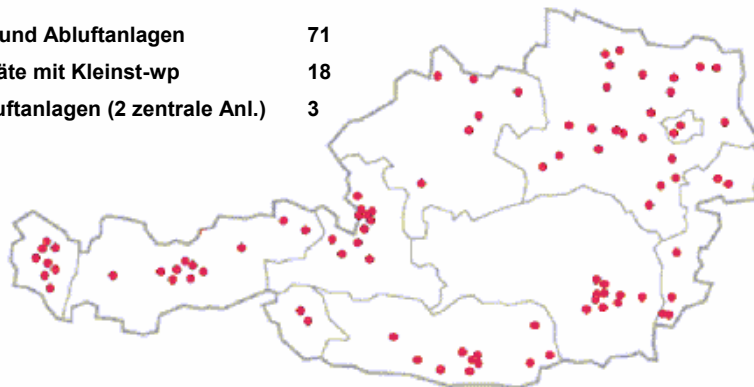 und Abluftanlagen 71
äte mit Kleinst-wp 18
uftanlagen (2 zentrale Anl.) 3